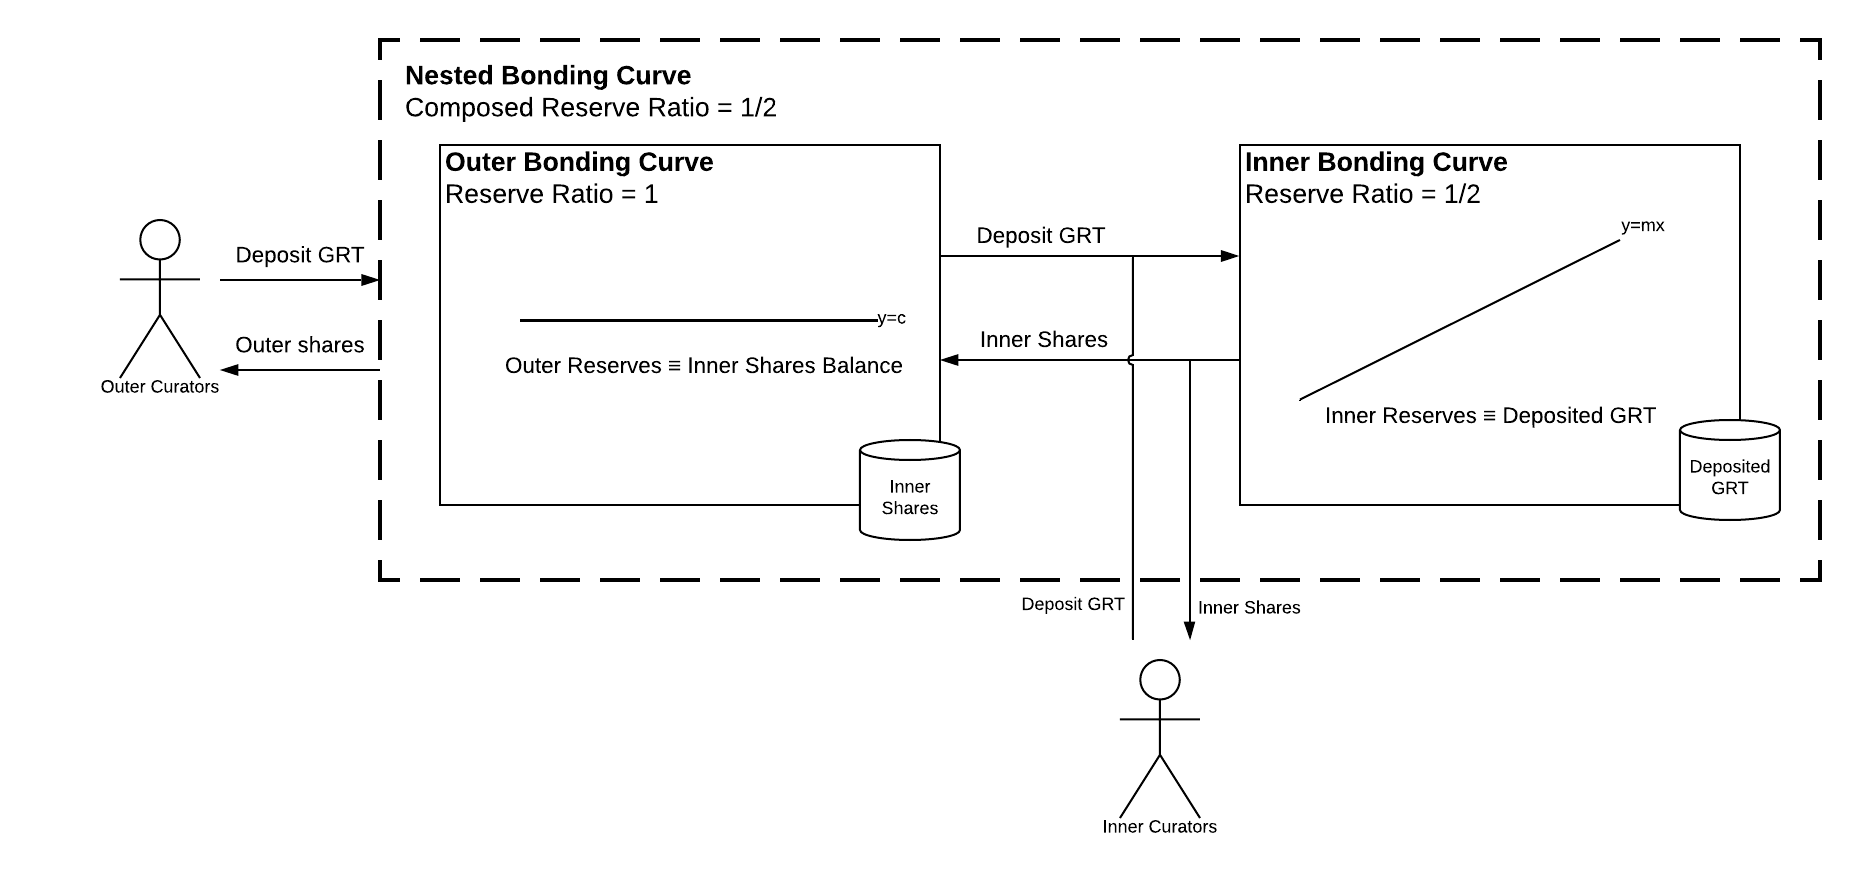 Nested Bonding Curve
Composed Reserve Ratio = 1/2
Outer Bonding Curve
Reserve Ratio = 1
Inner Bonding Curve
Reserve Ratio = 1/2
y=mx
Deposit GRT
Deposit GRT
y=c
Outer shares
Inner Shares
Outer Reserves ≡ Inner Shares Balance
Outer Curators
Inner Reserves ≡ Deposited GRT
Inner
Shares
Deposited
GRT
Deposit GRT
Inner Shares
Inner Curators